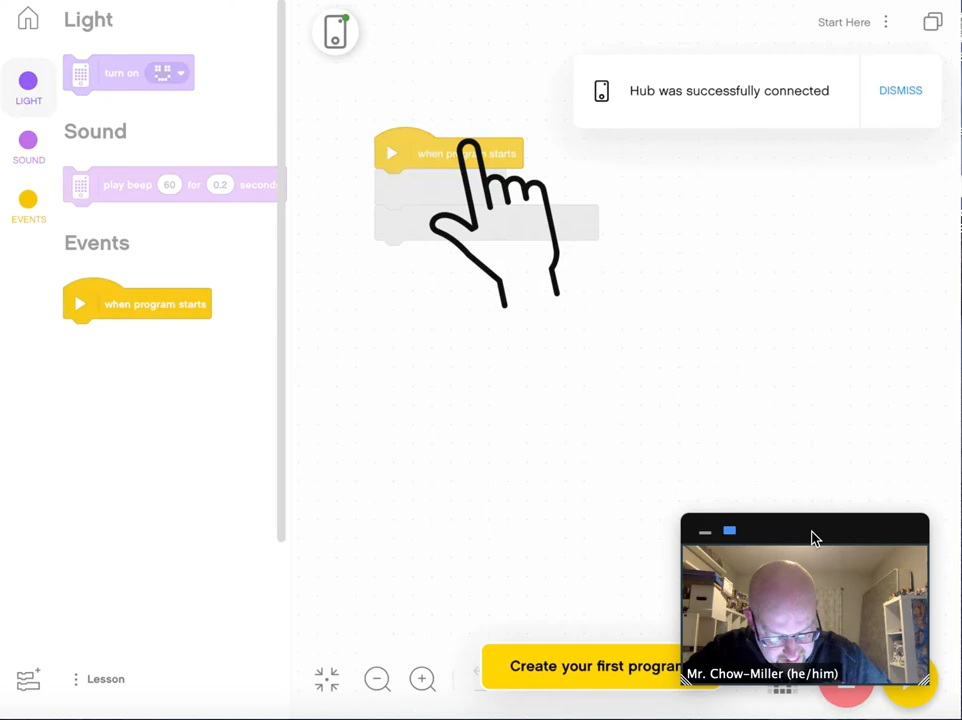 Light
Start Here
turn on
Hub was successfully connected
DISMISS
LIGHT
Sound
when program starts
SOUND
play beep 60 for 0.2 seconds
EVENTS
Events
when program starts
Create your first program
Mr. Chow-Miller (he/him)
Lesson